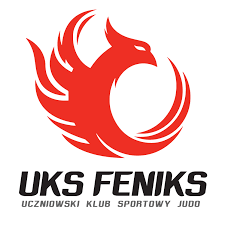 UKS FENIKS
UCZNIOWSKI KLUB SPORTOWY JUDO